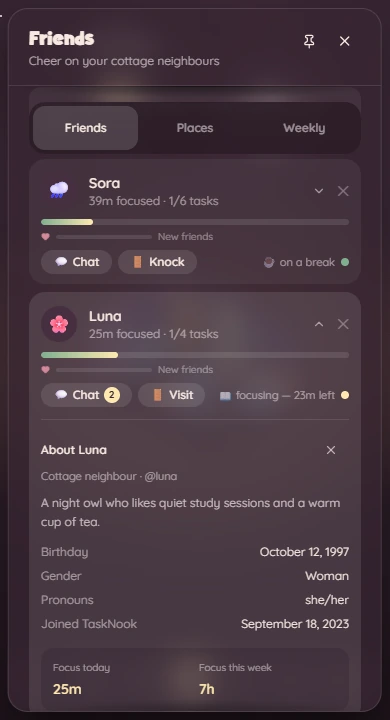 Friends
Cheer on your cottage neighbours
Friends Places Weekly
Sora
39m focused · 1/6 tasks
New friends
Chat Knock on a break
Luna
25m focused · 1/4 tasks
New friends
Chat 2 Visit focusing — 23m left
About Luna
Cottage neighbour · @luna
A night owl who likes quiet study sessions and a warm
cup of tea.
Birthday October 12, 1997
Gender Woman
Pronouns she/her
Joined TaskNook September 18, 2023
Focus today Focus this week
25m 7h